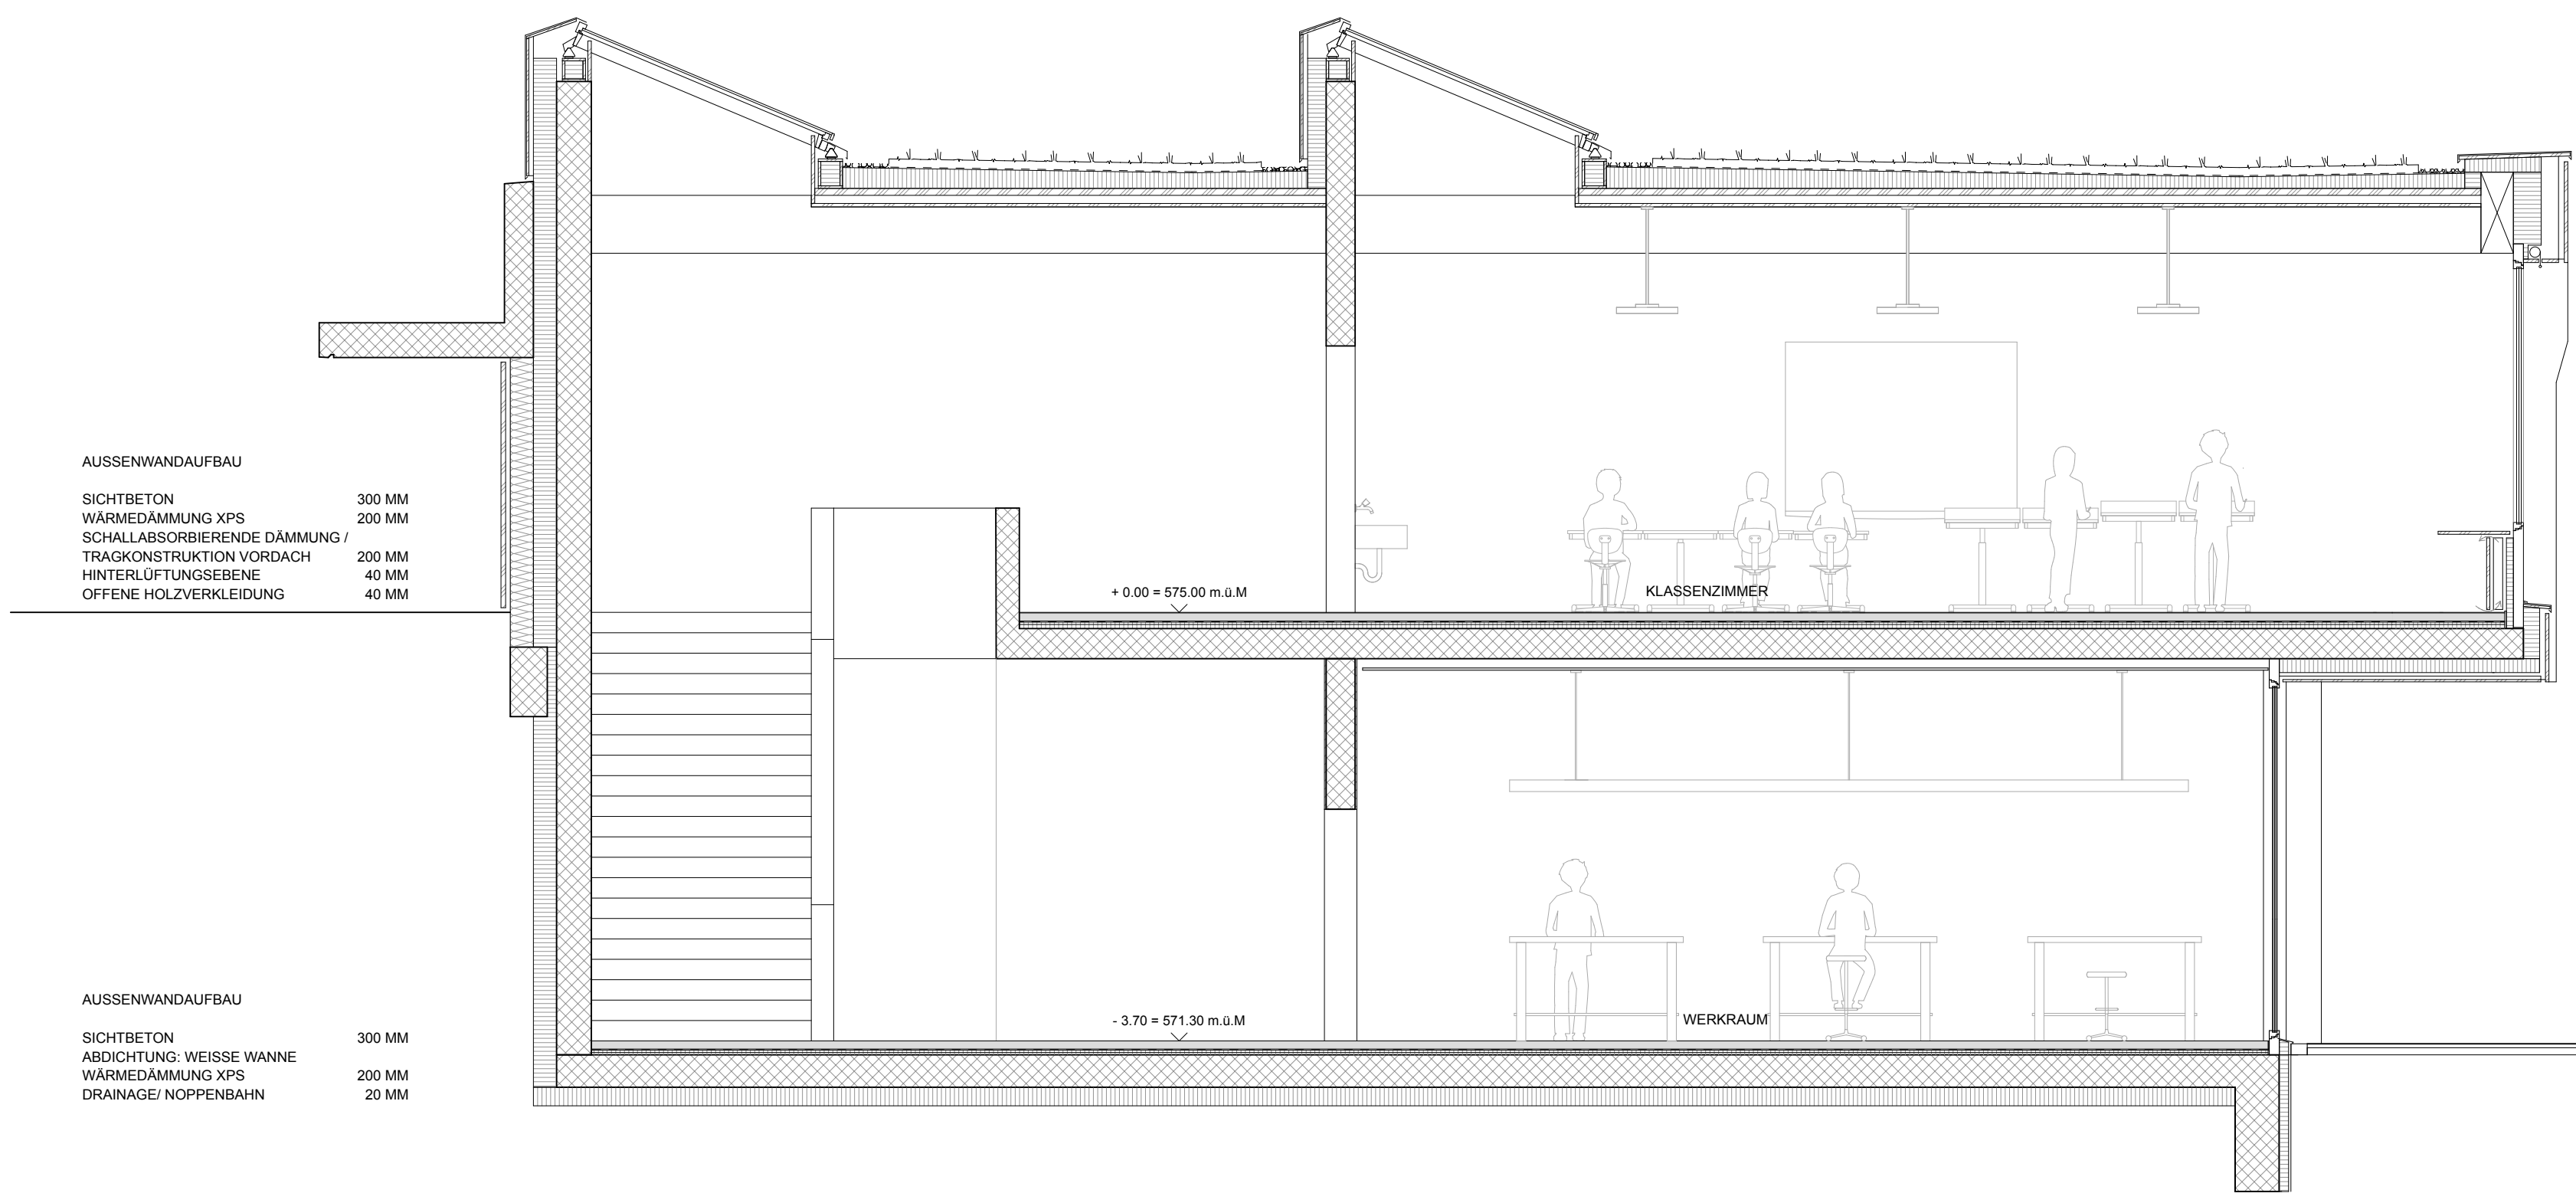 AUSSENWANDAUFBAU
SICHTBETON 300 MM
WÄRMEDÄMMUNG XPS 200 MM
SCHALLABSORBIERENDE DÄMMUNG /
TRAGKONSTRUKTION VORDACH 200 MM
HINTERLÜFTUNGSEBENE 40 MM
OFFENE HOLZVERKLEIDUNG 40 MM
+ 0.00 = 575.00 m.ü.M
KLASSENZIMMER
AUSSENWANDAUFBAU
SICHTBETON 300 MM
ABDICHTUNG: WEISSE WANNE
WÄRMEDÄMMUNG XPS 200 MM
DRAINAGE/ NOPPENBAHN 20 MM
- 3.70 = 571.30 m.ü.M
WERKRAUM